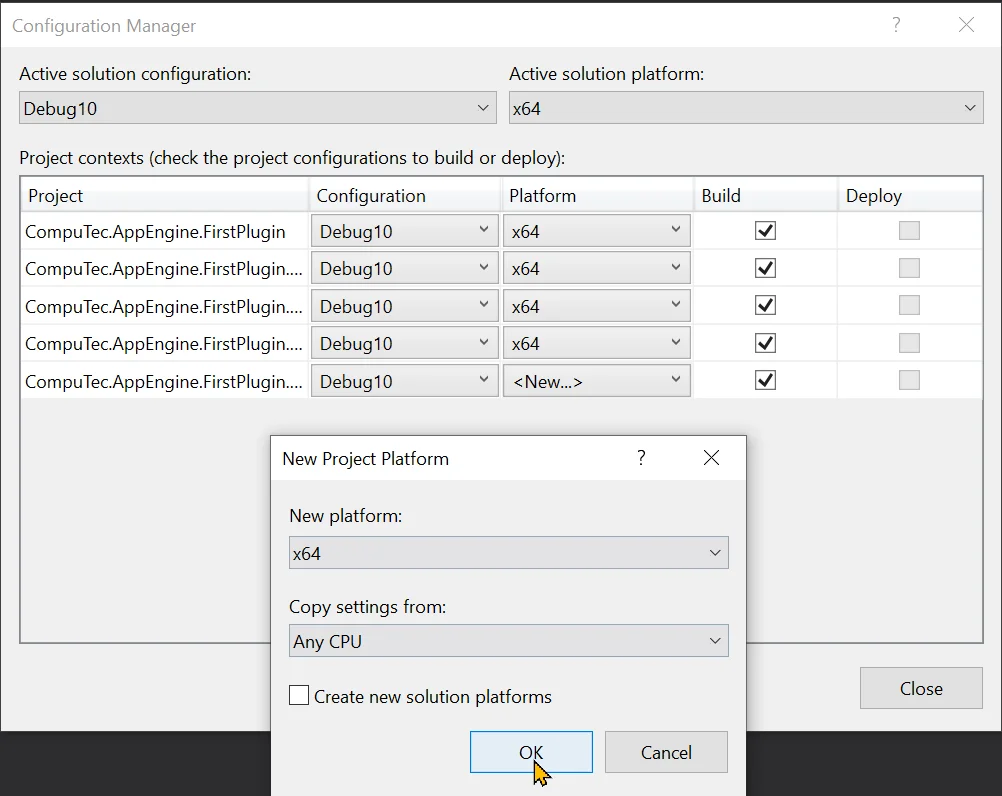 Configuration Manager ?
Active solution configuration: Active solution platform:
Debug10 x64
Project contexts (check the project configurations to build or deploy):
Project Configuration Platform Build Deploy
CompuTec.AppEngine.FirstPlugin Debug10 x64
CompuTec.AppEngine.FirstPlugin.... Debug10 x64
CompuTec.AppEngine.FirstPlugin.... Debug10 x64
CompuTec.AppEngine.FirstPlugin.... Debug10 x64
CompuTec.AppEngine.FirstPlugin.... Debug10 <New...>
New Project Platform ?
New platform:
x64
Copy settings from:
Any CPU
Create new solution platforms
Close
OK Cancel